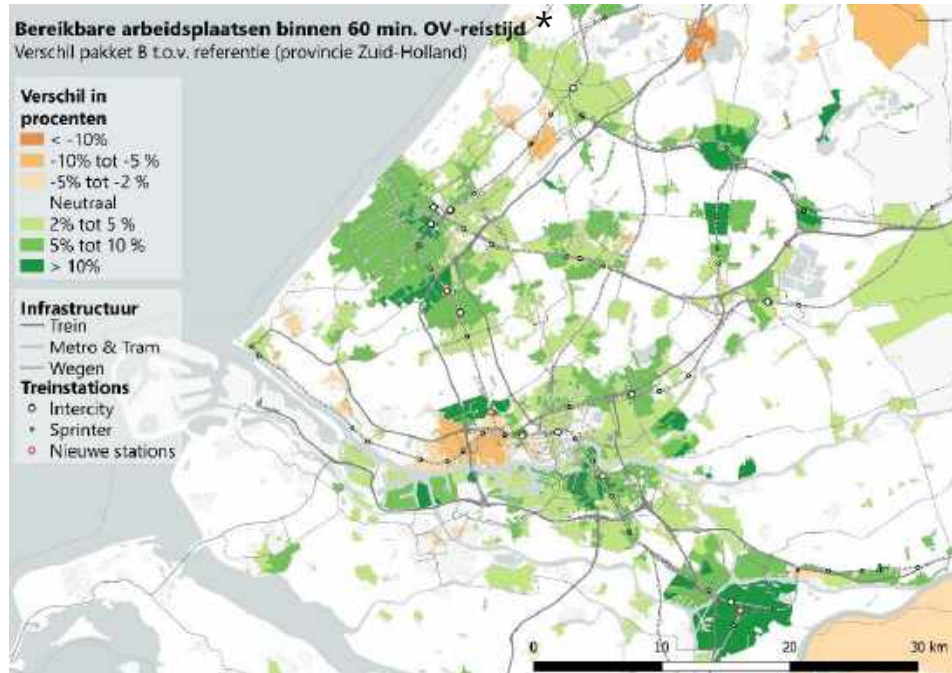 Bereikbare arbeidsplaatsen binnen 60 min. OV-reistijd *
Verschil pakket B t.o.v. referentie (provincie Zuid-Holland)
Verschil in
procenten
< -10%
-10% tot -5 %
-5% tot -2 %
Neutraal
2% tot 5 %
5% tot 10 %
> 10%
Infrastructuur
Trein
Metro & Tram
Wegen
Treinstations
Intercity
Sprinter
Nieuwe stations
0 10 20 30 km